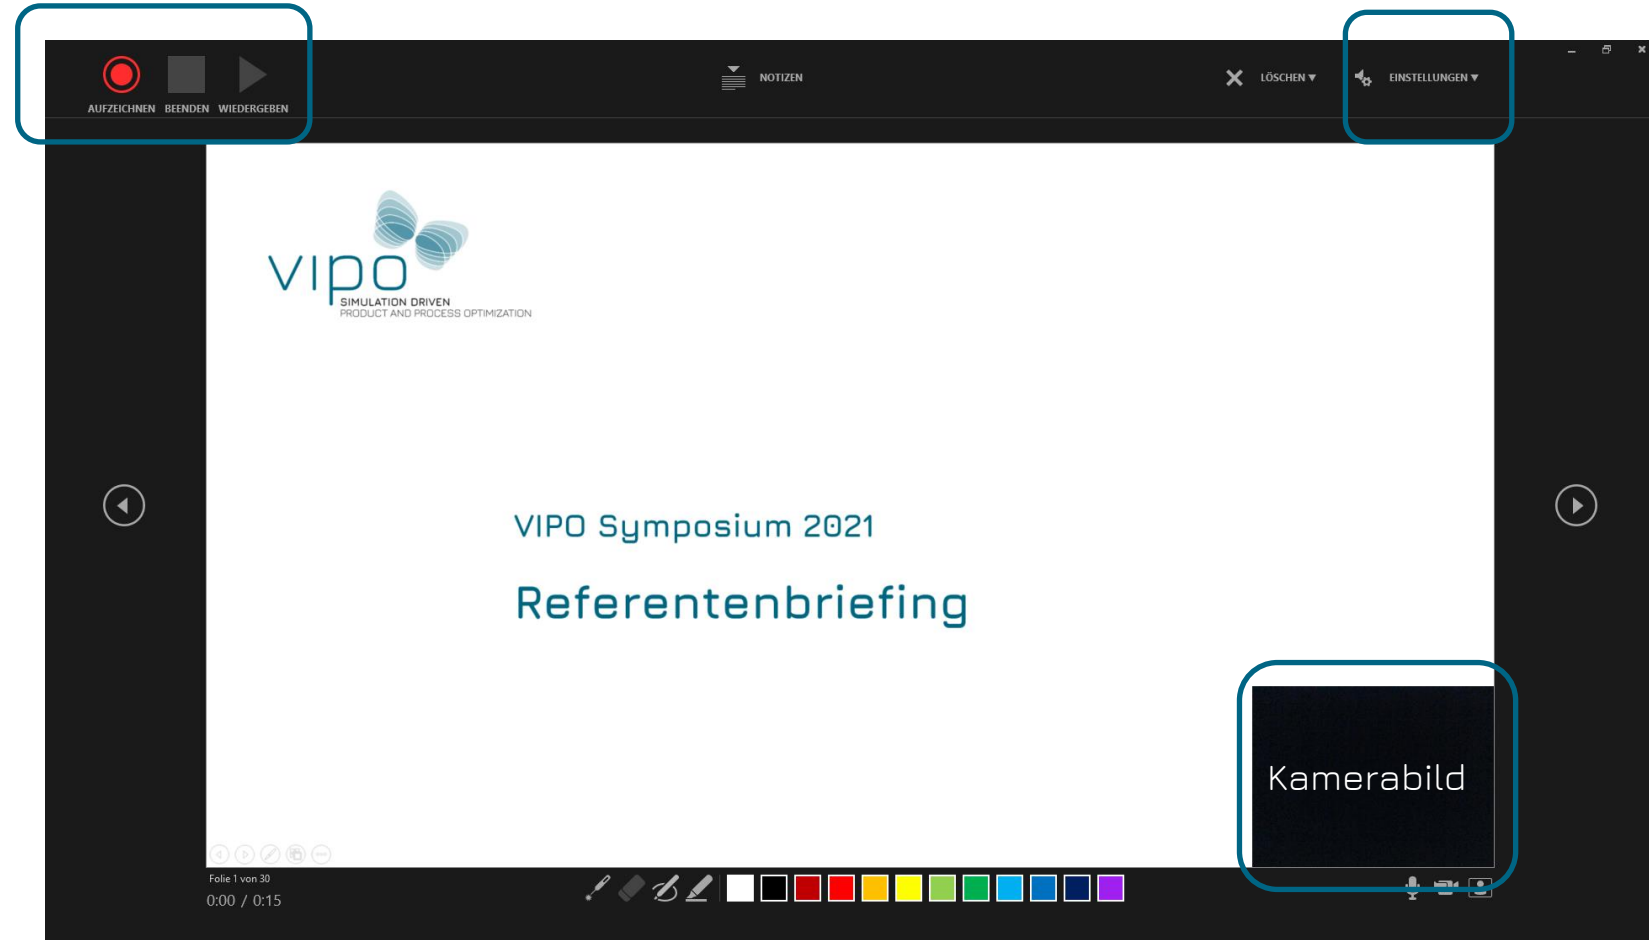 AUFZEICHNEN BEENDEN WIEDERGEBEN
NOTIZEN
LÖSCHEN
EINSTELLUNGEN
vipo
SIMULATION DRIVEN
PRODUCT AND PROCESS OPTIMIZATION
VIPO Symposium 2021
Referentenbriefing
Kamerabild
Folie 1 von 30
0:00 / 0:15